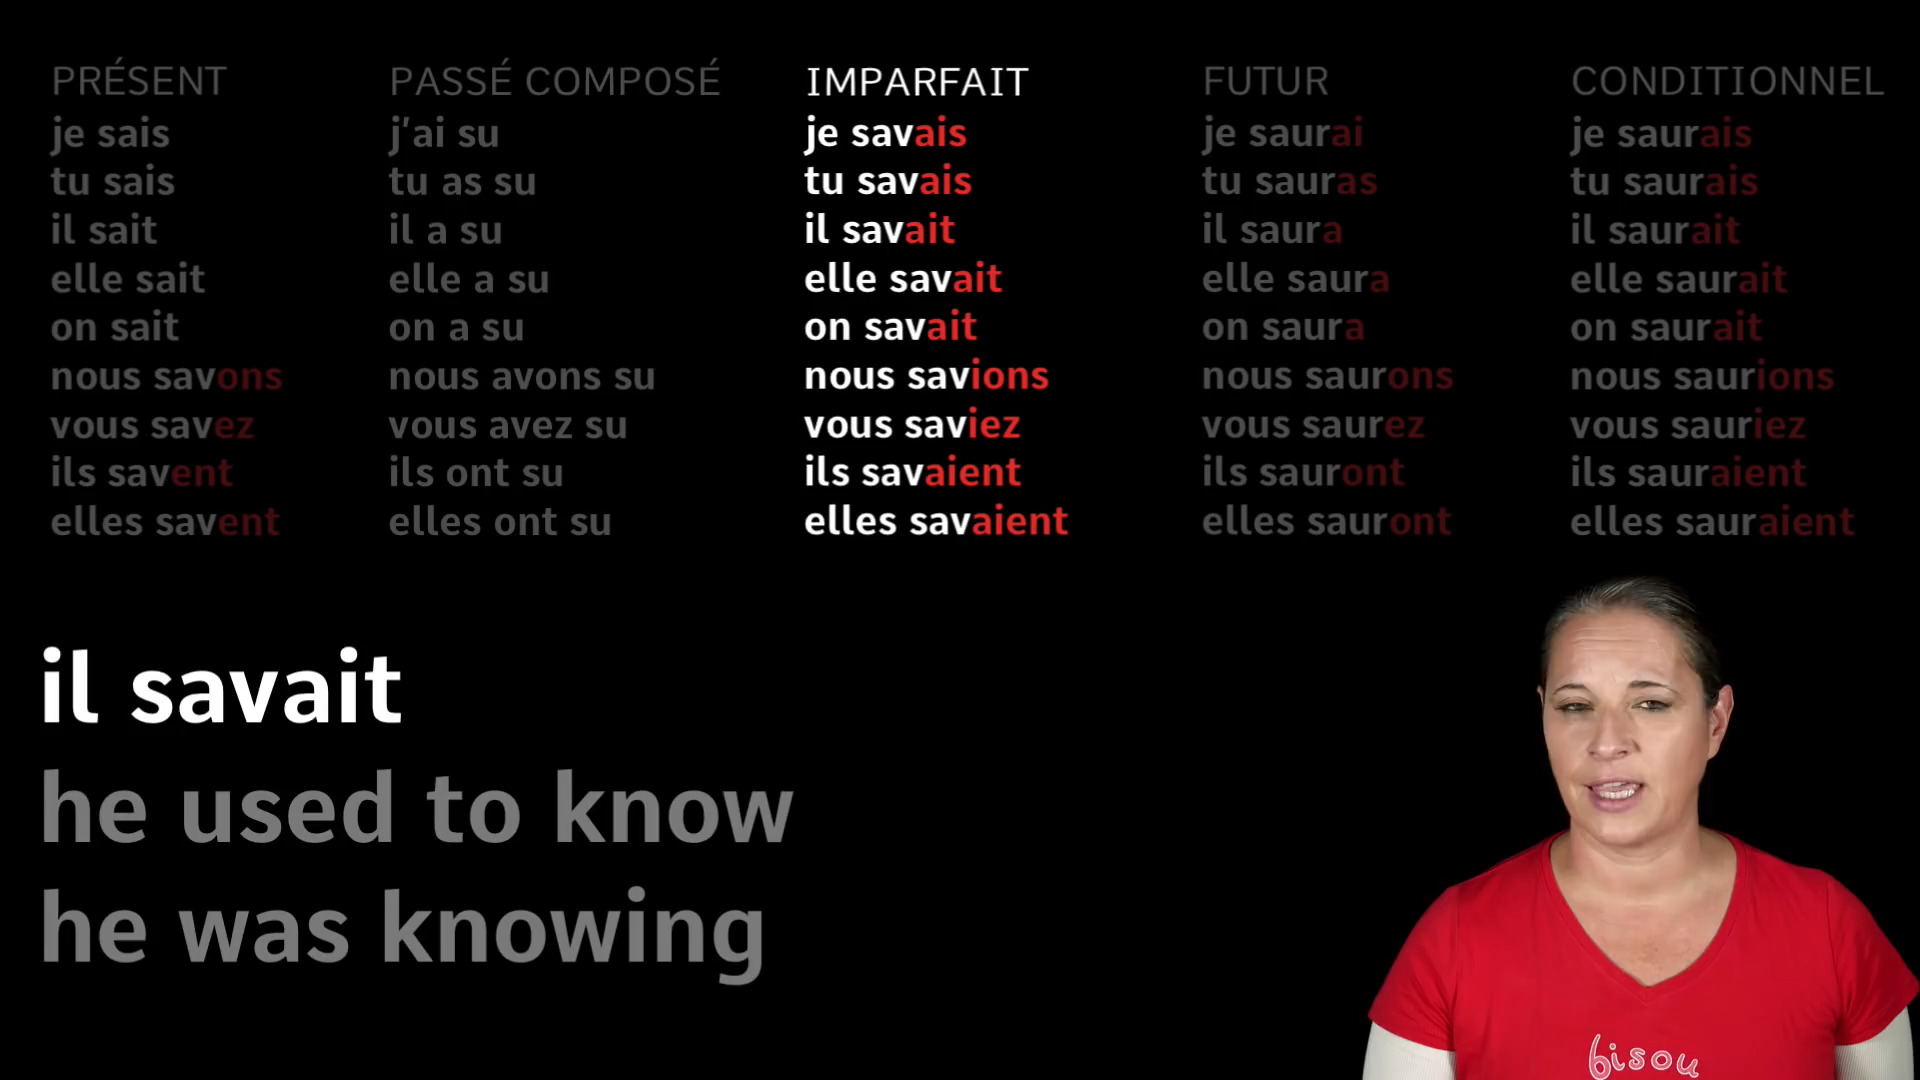 PRÉSENT
je sais
tu sais
il sait
elle sait
on sait
nous savons
vous savez
ils savent
elles savent
PASSÉ COMPOSÉ
j'ai su
tu as su
il a su
elle a su
on a su
nous avons su
vous avez su
ils ont su
elles ont su
IMPARFAIT
je savais
tu savais
il savait
elle savait
on savait
nous savions
vous saviez
ils savaient
elles savaient
FUTUR
je saurai
tu sauras
il saura
elle saura
on saura
nous saurons
vous saurez
ils sauront
elles sauront
CONDITIONNEL
je saurais
tu saurais
il saurait
elle saurait
on saurait
nous saurions
vous sauriez
ils sauraient
elles sauraient
il savait
he used to know
he was knowing
bisou